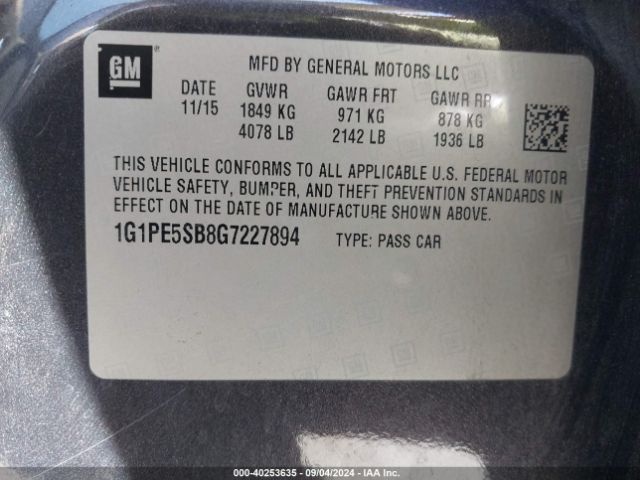 GM
MFD BY GENERAL MOTORS LLC
DATE GVWR GAWR FRT GAWR RR
11/15 1849 KG 971 KG 878 KG
4078 LB 2142 LB 1936 LB
THIS VEHICLE CONFORMS TO ALL APPLICABLE U.S. FEDERAL MOTOR
VEHICLE SAFETY, BUMPER, AND THEFT PREVENTION STANDARDS IN
EFFECT ON THE DATE OF MANUFACTURE SHOWN ABOVE.
1G1PE5SB8G7227894 TYPE: PASS CAR
000-40253635 - 09/04/2024 - IAA Inc.